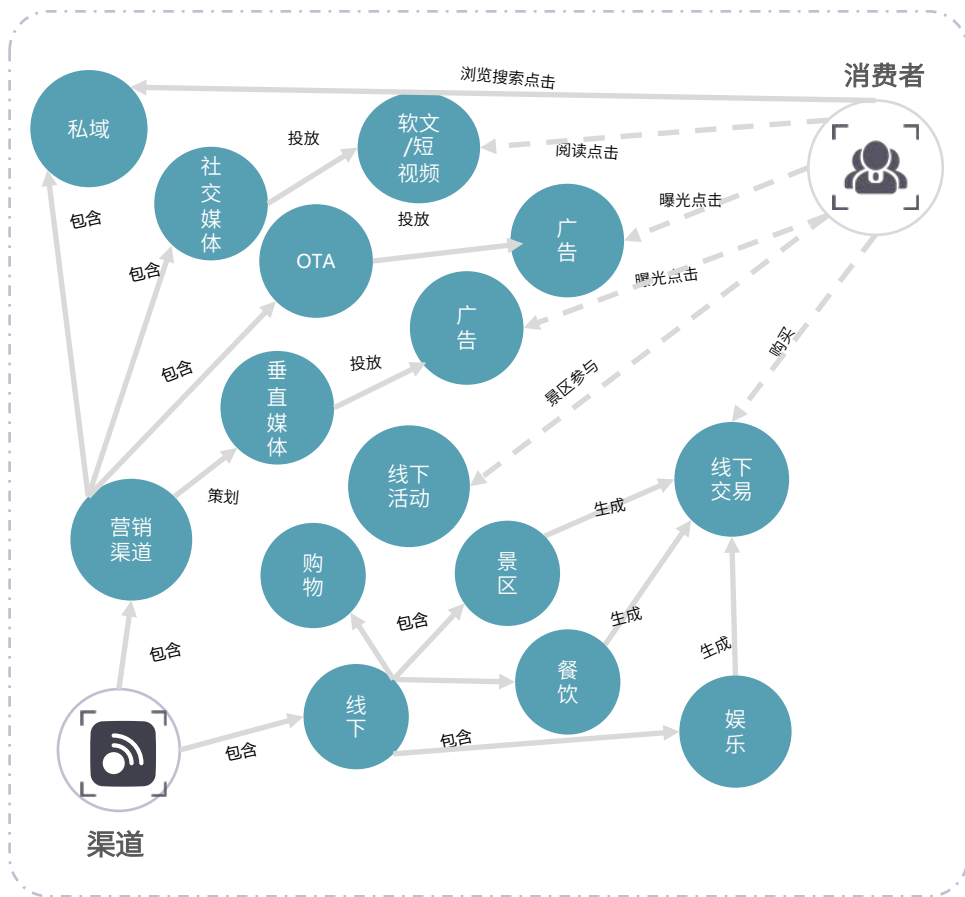 消费者
浏览搜索点击
私域
软文
/短
视频
投放
阅读点击
社
交
媒
体
包含
投放
曝光点击
广
告
OTA
包含
曝光点击
广
告
购买
投放
包含
垂
直
媒
体
景区参与
线下
活动
线下
交易
策划
生成
营销
渠道
购
物
景
区
包含
生成
包含
生成
餐
饮
线
下
娱
乐
包含
包含
渠道